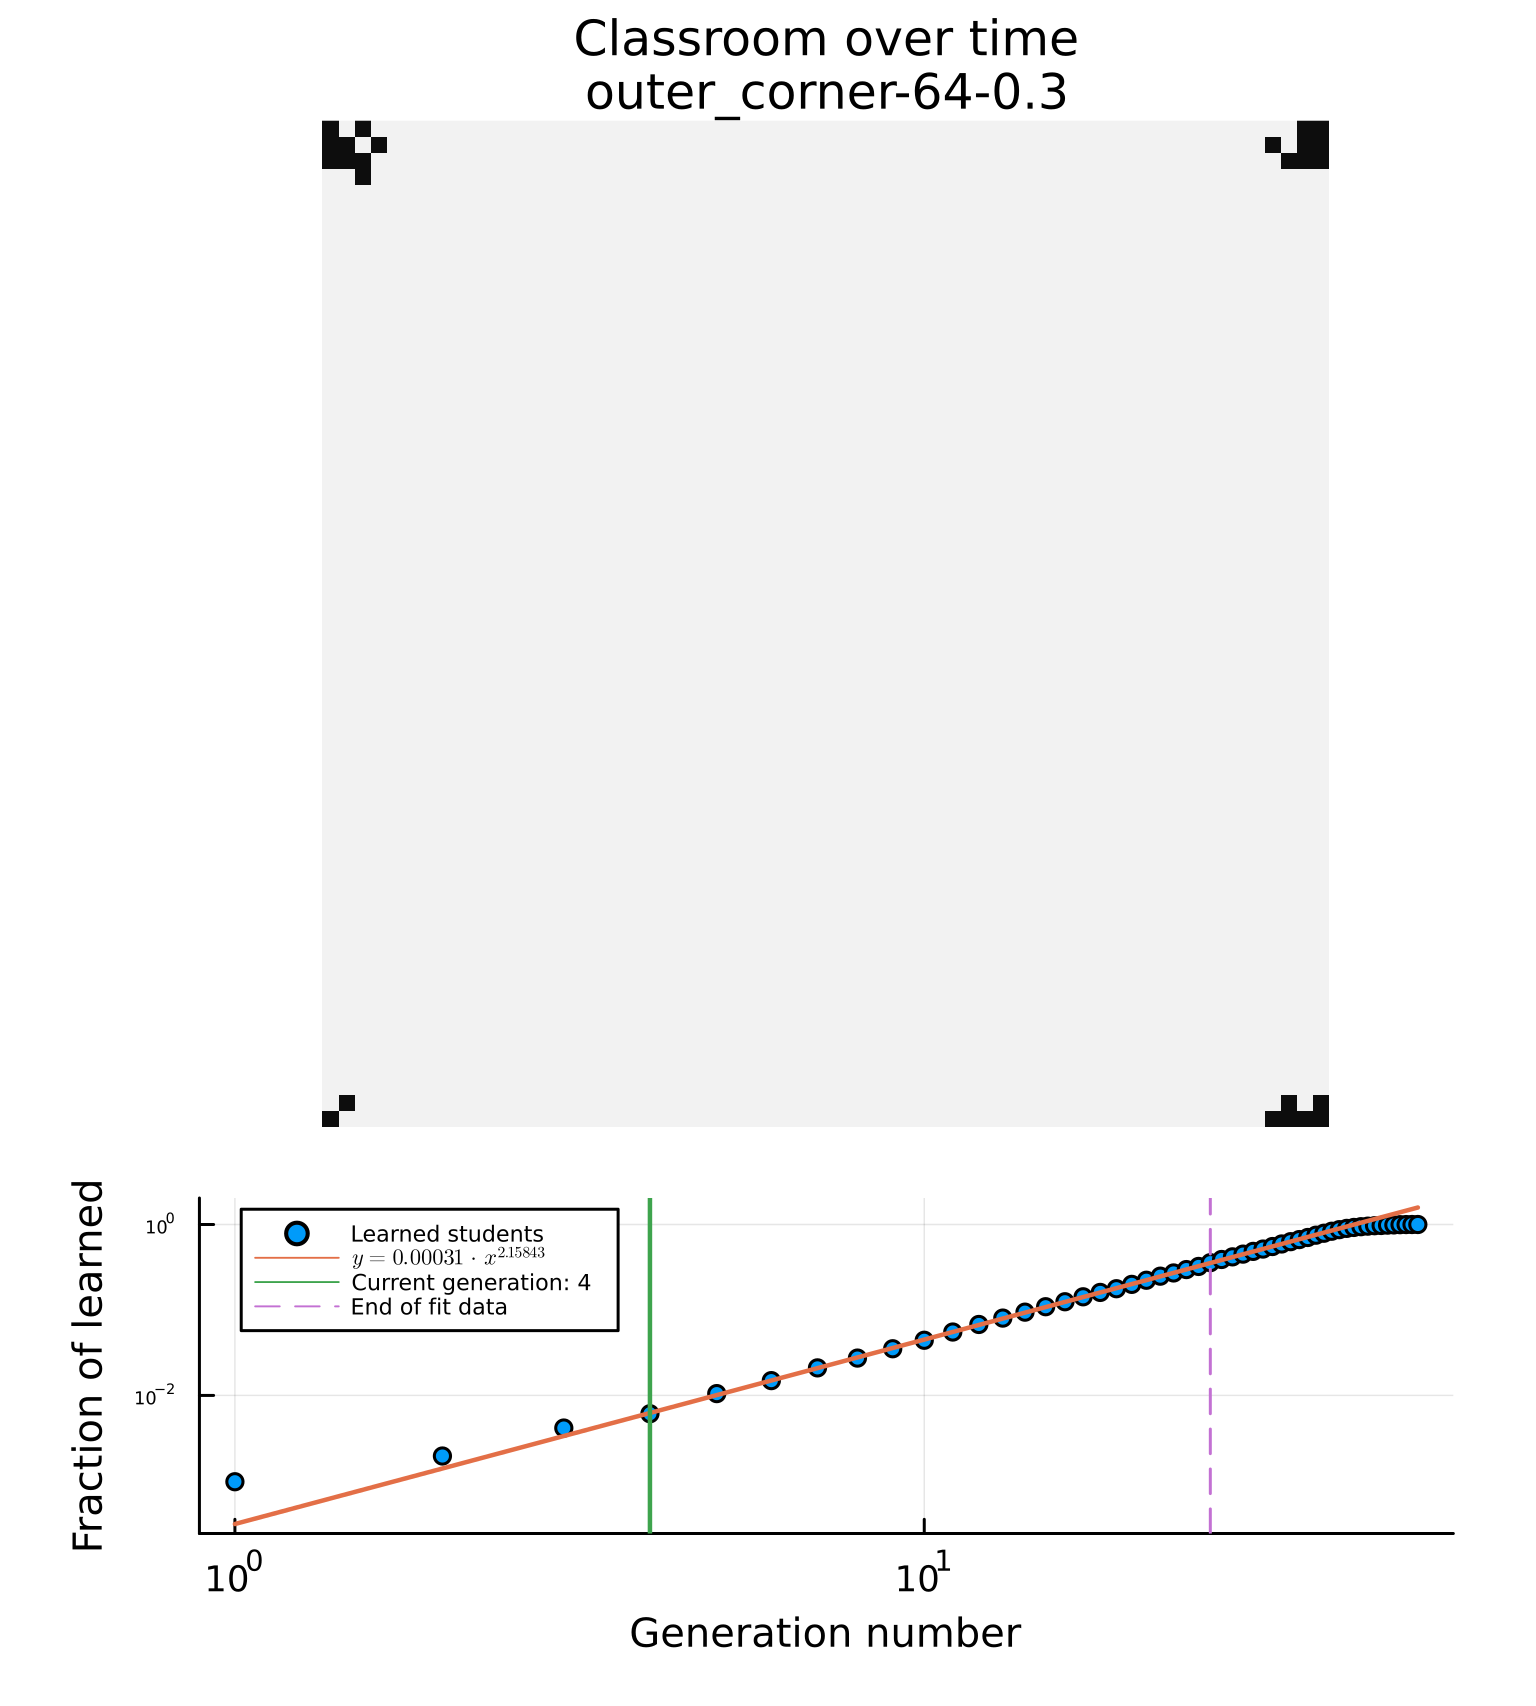 Classroom over time
outer_corner-64-0.3
Fraction of learned
10^0
10^-2
Learned students
y = 0.00031 · x^2.15843
Current generation: 4
End of fit data
10^0
10^1
Generation number